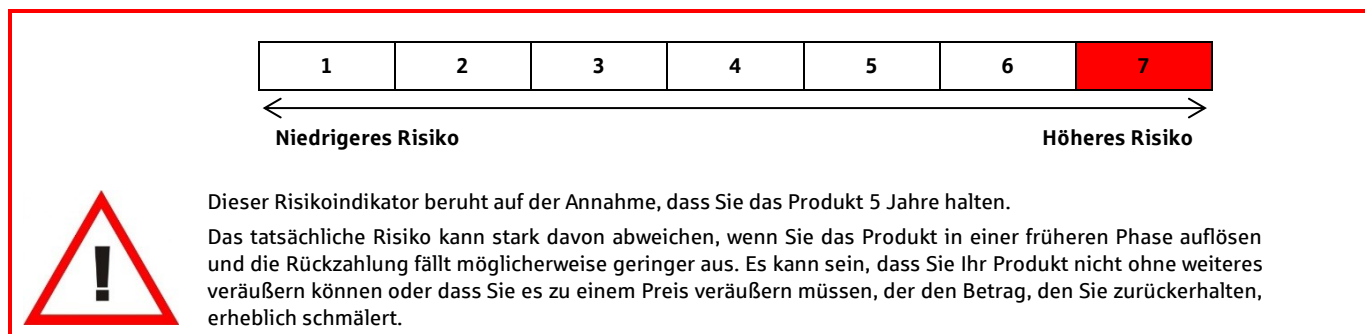 1 2 3 4 5 6 7
Niedrigeres Risiko Höheres Risiko
!
Dieser Risikoindikator beruht auf der Annahme, dass Sie das Produkt 5 Jahre halten.
Das tatsächliche Risiko kann stark davon abweichen, wenn Sie das Produkt in einer früheren Phase auflösen
und die Rückzahlung fällt möglicherweise geringer aus. Es kann sein, dass Sie Ihr Produkt nicht ohne weiteres
veräußern können oder dass Sie es zu einem Preis veräußern müssen, der den Betrag, den Sie zurückerhalten,
erheblich schmälert.